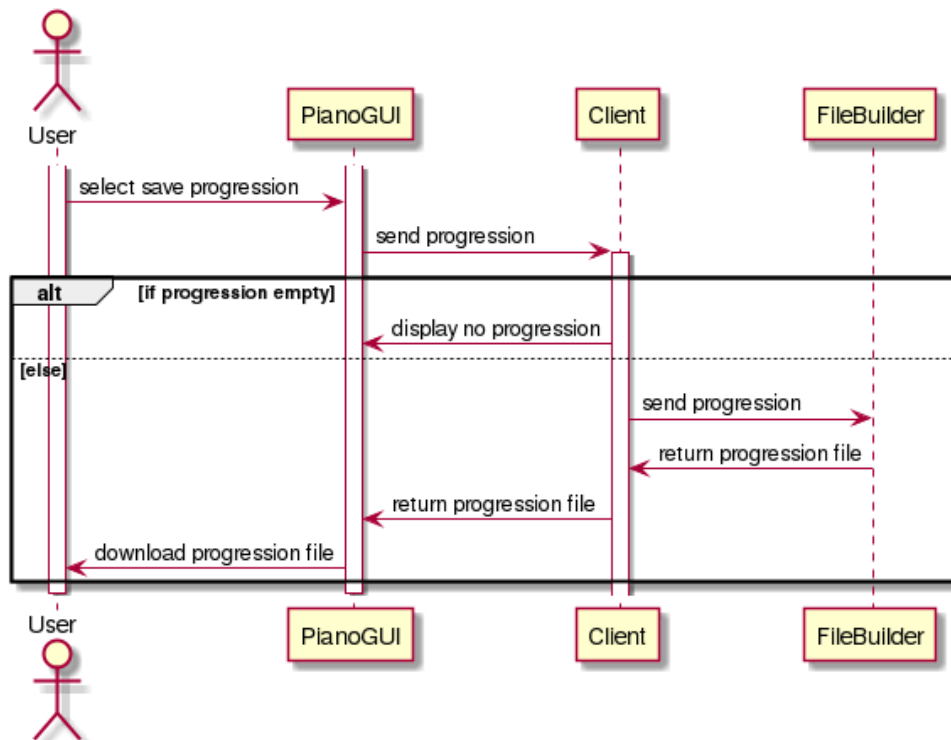 User
PianoGUI
Client
FileBuilder
select save progression
send progression
alt
[if progression empty]
display no progression
[else]
send progression
return progression file
return progression file
download progression file
User
PianoGUI
Client
FileBuilder